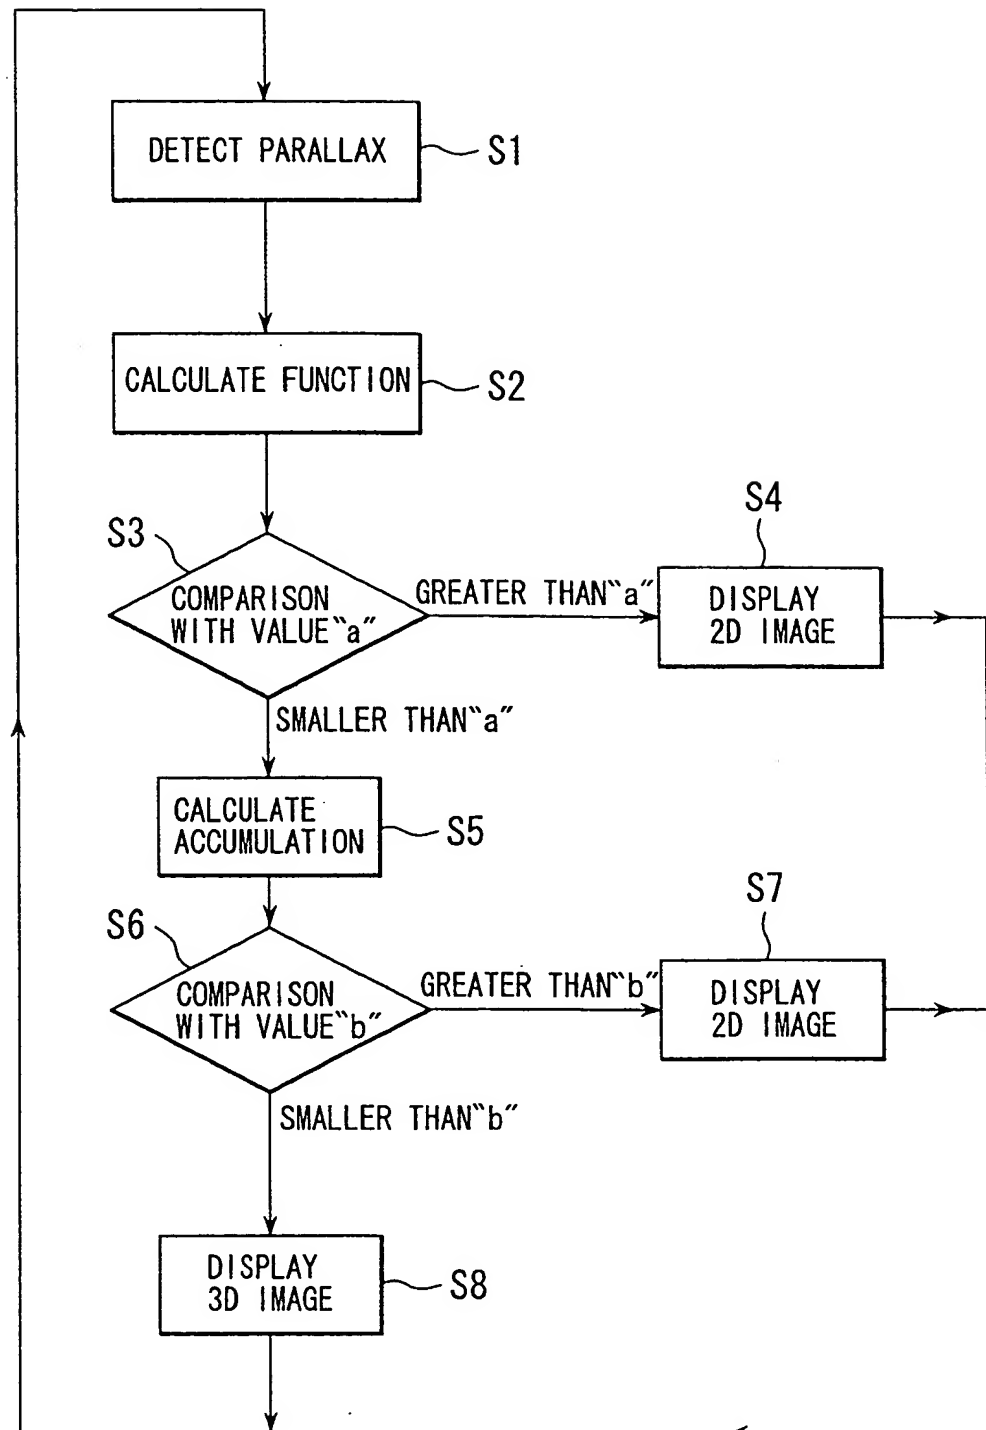 DETECT PARALLAX
S1
CALCULATE FUNCTION
S2
S3
COMPARISON
WITH VALUE“a”
GREATER THAN“a”
S4
DISPLAY
2D IMAGE
SMALLER THAN“a”
CALCULATE
ACCUMULATION
S5
S6
COMPARISON
WITH VALUE“b”
GREATER THAN“b”
S7
DISPLAY
2D IMAGE
SMALLER THAN“b”
DISPLAY
3D IMAGE
S8